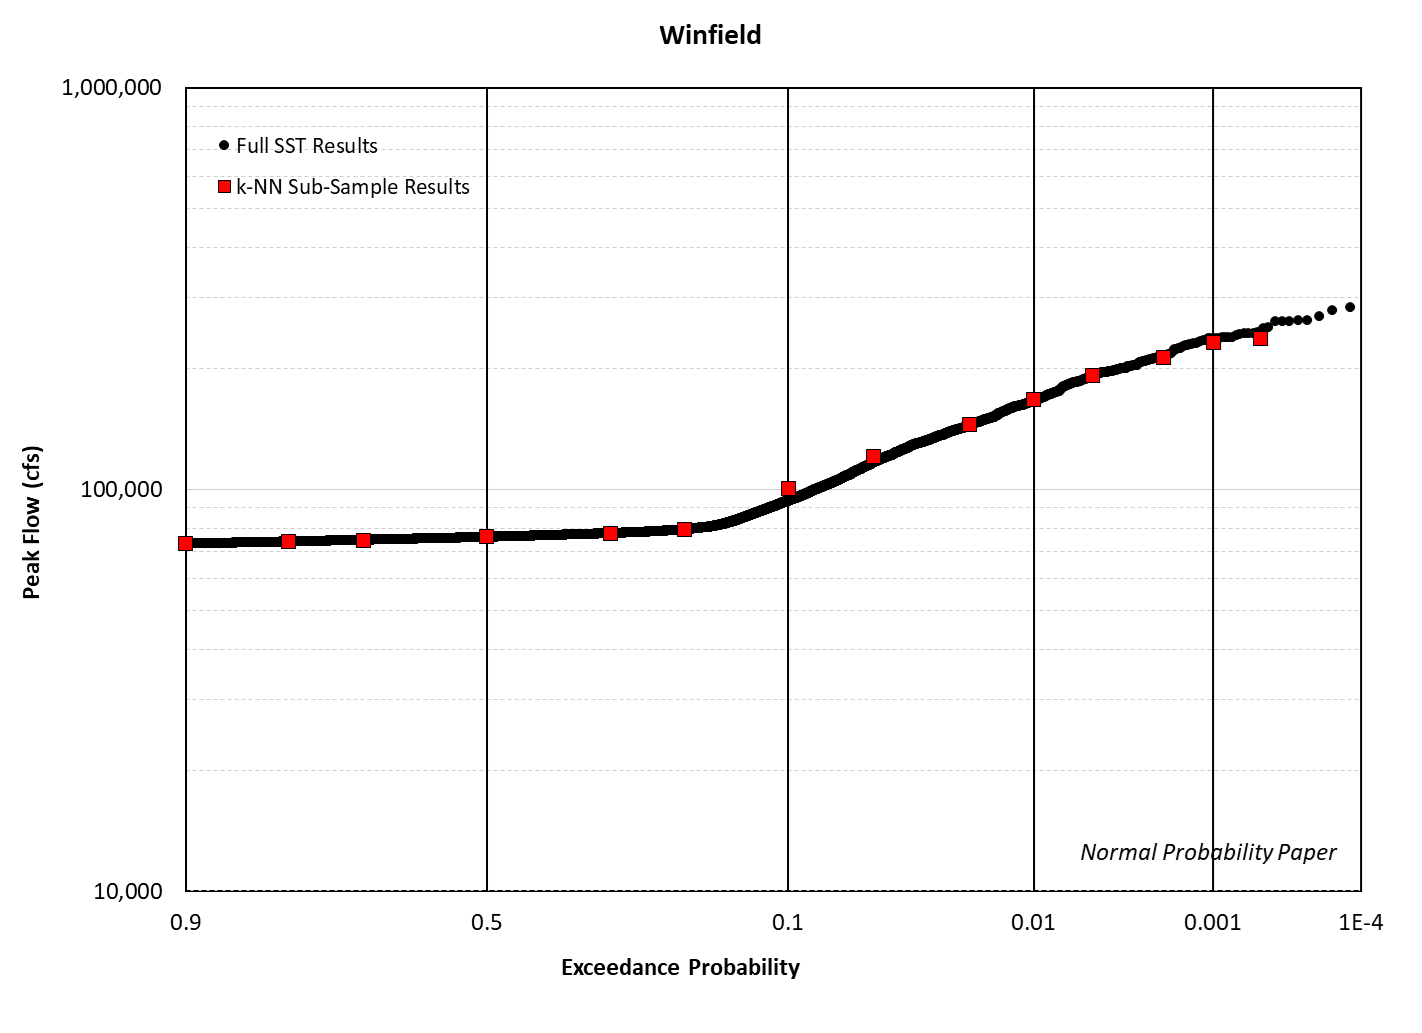 Winfield
1,000,000
Full SST Results
k-NN Sub-Sample Results
100,000
Peak Flow (cfs)
Normal Probability Paper
10,000
0.9 0.5 0.1 0.01 0.001 1E-4
Exceedance Probability